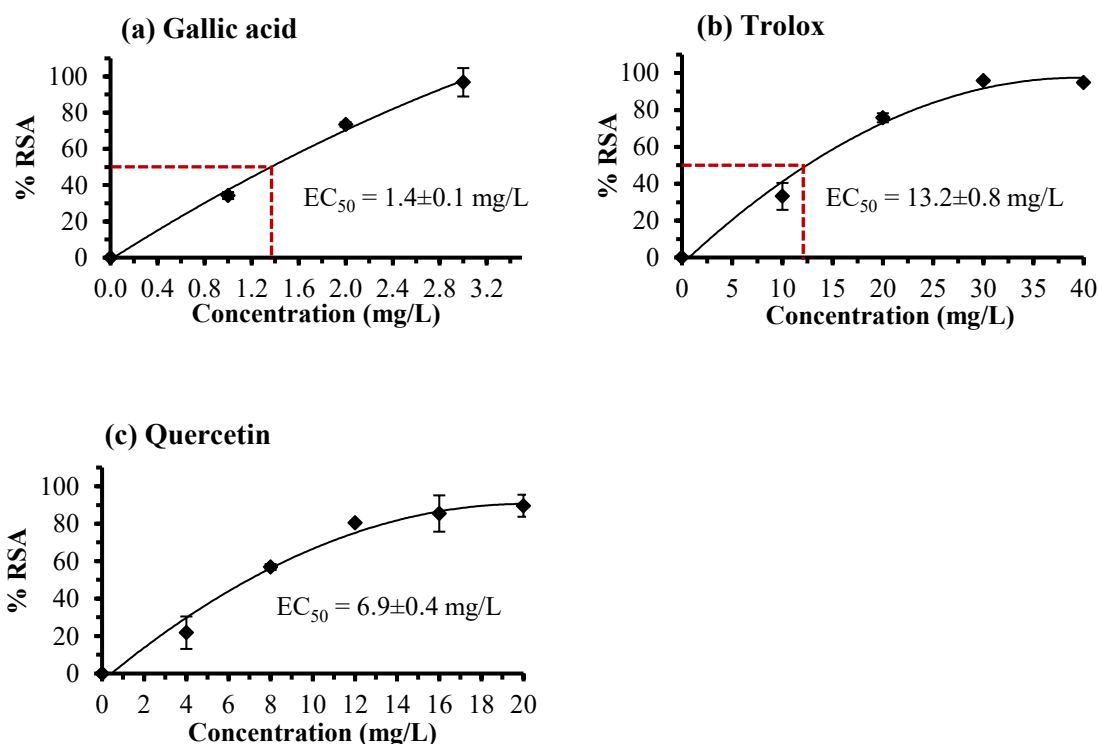 (a) Gallic acid
% RSA
100
80
60
40
20
0
EC50 = 1.4±0.1 mg/L
0.0 0.4 0.8 1.2 1.6 2.0 2.4 2.8 3.2
Concentration (mg/L)
(b) Trolox
% RSA
100
80
60
40
20
0
EC50 = 13.2±0.8 mg/L
0 5 10 15 20 25 30 35 40
Concentration (mg/L)
(c) Quercetin
% RSA
100
80
60
40
20
0
EC50 = 6.9±0.4 mg/L
0 2 4 6 8 10 12 14 16 18 20
Concentration (mg/L)